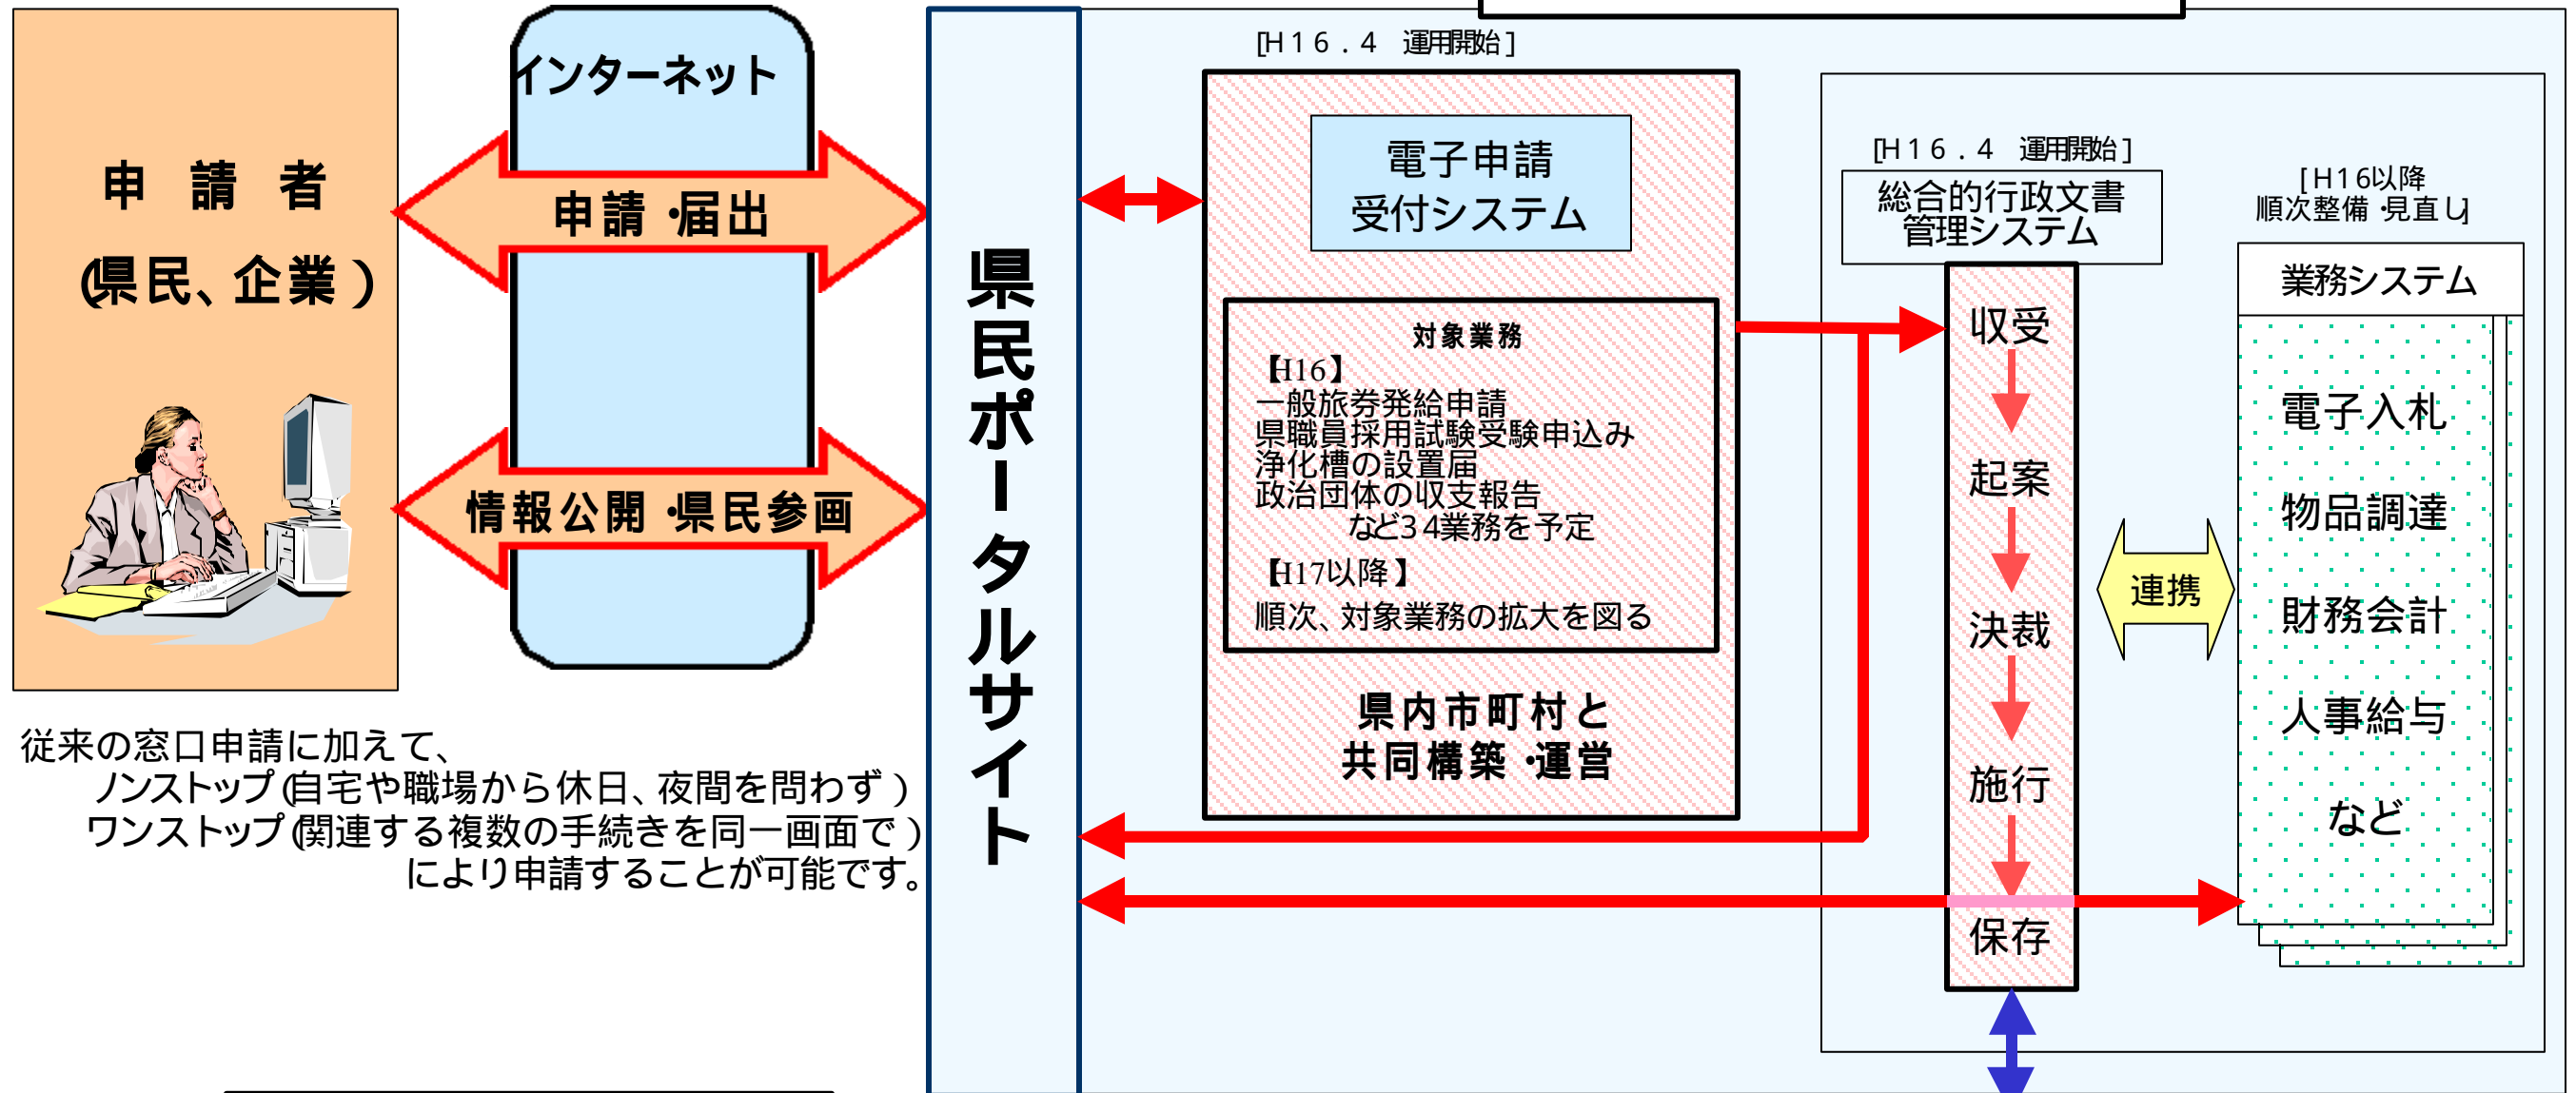 申請者
(県民、企業)
インターネット
申請・届出
情報公開・県民参画
従来の窓口申請に加えて、
ノンストップ(自宅や職場から休日、夜間を問わず)
ワンストップ(関連する複数の手続きを同一画面で)
により申請することが可能です。
県民ポータルサイト
[H16.4 運用開始]
電子申請
受付システム
対象業務
【H16】
一般旅券発給申請
県職員採用試験受験申込み
浄化槽の設置届
政治団体の収支報告
など34業務を予定
【H17以降】
順次、対象業務の拡大を図る
県内市町村と
共同構築・運営
[H16.4 運用開始]
総合的行政文書
管理システム
収受
起案
決裁
施行
保存
連携
[H16以降
順次整備・見直し]
業務システム
電子入札
物品調達
財務会計
人事給与
など